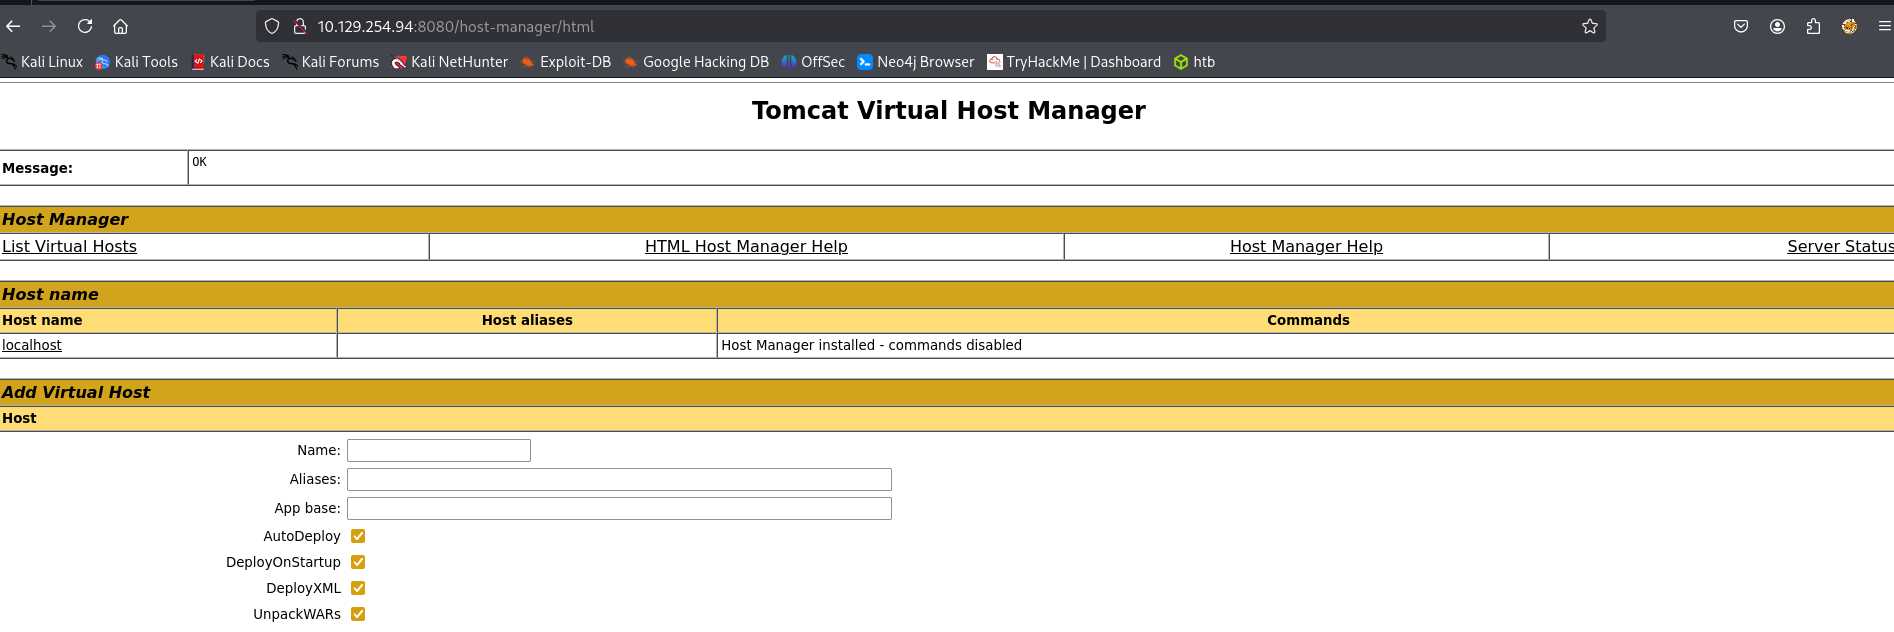 10.129.254.94:8080/host-manager/html
Kali Linux Kali Tools Kali Docs Kali Forums Kali NetHunter Exploit-DB Google Hacking DB OffSec Neo4j Browser TryHackMe | Dashboard htb
Tomcat Virtual Host Manager
Message: OK
Host Manager
List Virtual Hosts HTML Host Manager Help Host Manager Help Server Status
Host name
Host name Host aliases Commands
localhost Host Manager installed - commands disabled
Add Virtual Host
Host
Name:
Aliases:
App base:
AutoDeploy
DeployOnStartup
DeployXML
UnpackWARs